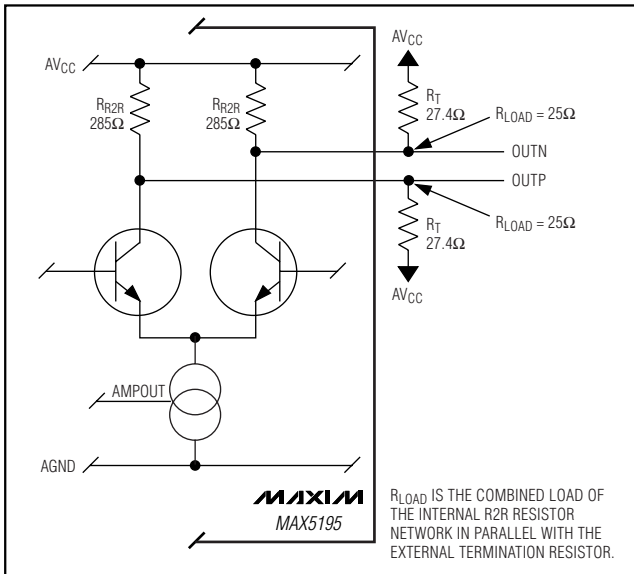 AVCC
RR2R
285Ω
RR2R
285Ω
AVCC
RT
27.4Ω
RLOAD = 25Ω
OUTN
OUTP
RT
27.4Ω
RLOAD = 25Ω
AVCC
AMPOUT
AGND
MAXIM
MAX5195
RLOAD IS THE COMBINED LOAD OF
THE INTERNAL R2R RESISTOR
NETWORK IN PARALLEL WITH THE
EXTERNAL TERMINATION RESISTOR.